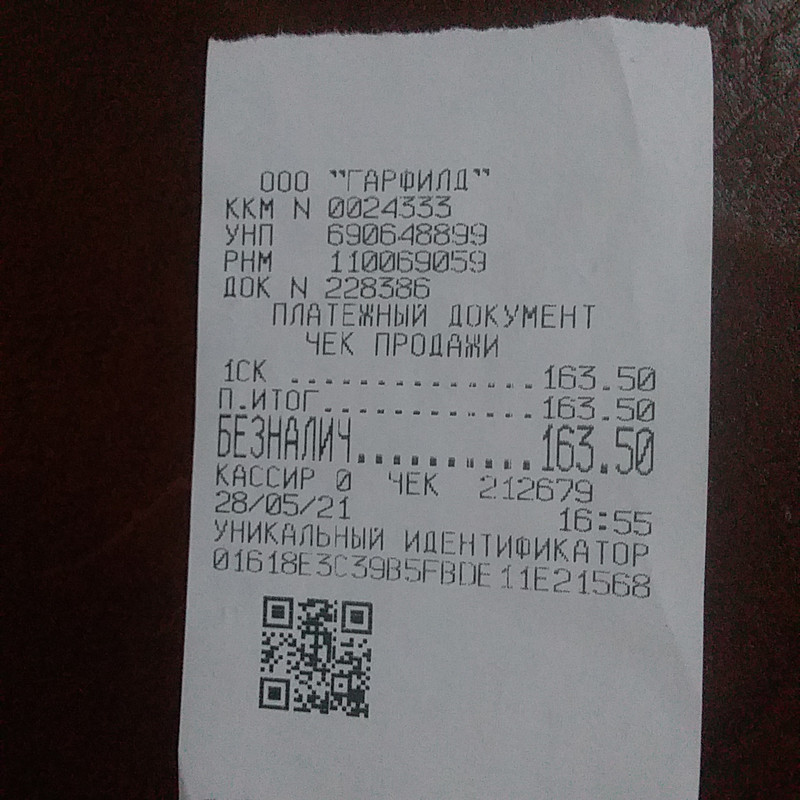 ООО "ГАРФИЛД"
ККМ N 0024333
УНП 690648899
РНМ 110069059
ДОК N 228386
ПЛАТЕЖНЫЙ ДОКУМЕНТ
ЧЕК ПРОДАЖИ
1СК ..............163.50
П.ИТОГ............163.50
БЕЗНАЛИЧ..........163.50
КАССИР 0 ЧЕК 212679
28/05/21 16:55
УНИКАЛЬНЫЙ ИДЕНТИФИКАТОР
01618E3C39B5FBDE11E21568